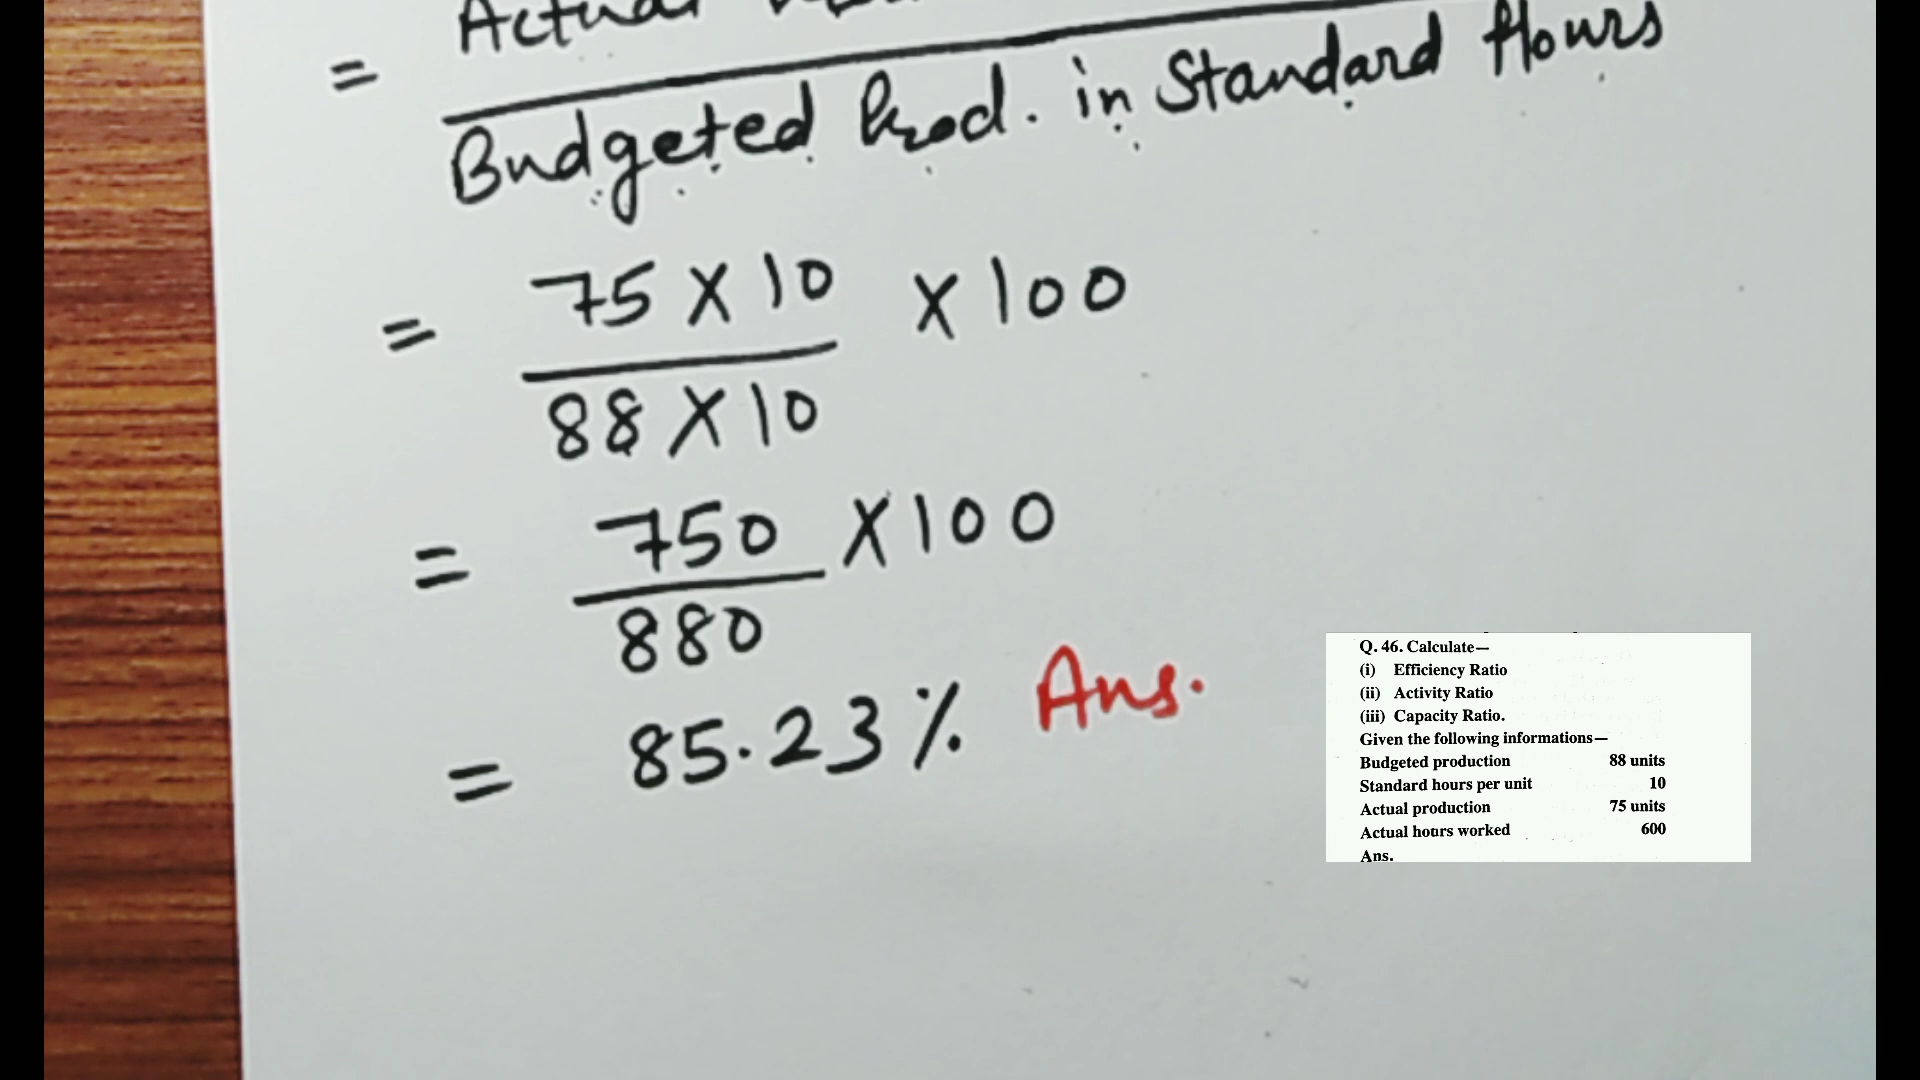 = Actual
Budgeted Prod. in Standard Hours
= 75 X 10 X 100
88 X 10
= 750 X 100
880
= 85.23 % Ans.
Q. 46. Calculate—
(i) Efficiency Ratio
(ii) Activity Ratio
(iii) Capacity Ratio.
Given the following informations—
Budgeted production 88 units
Standard hours per unit 10
Actual production 75 units
Actual hours worked 600
Ans.